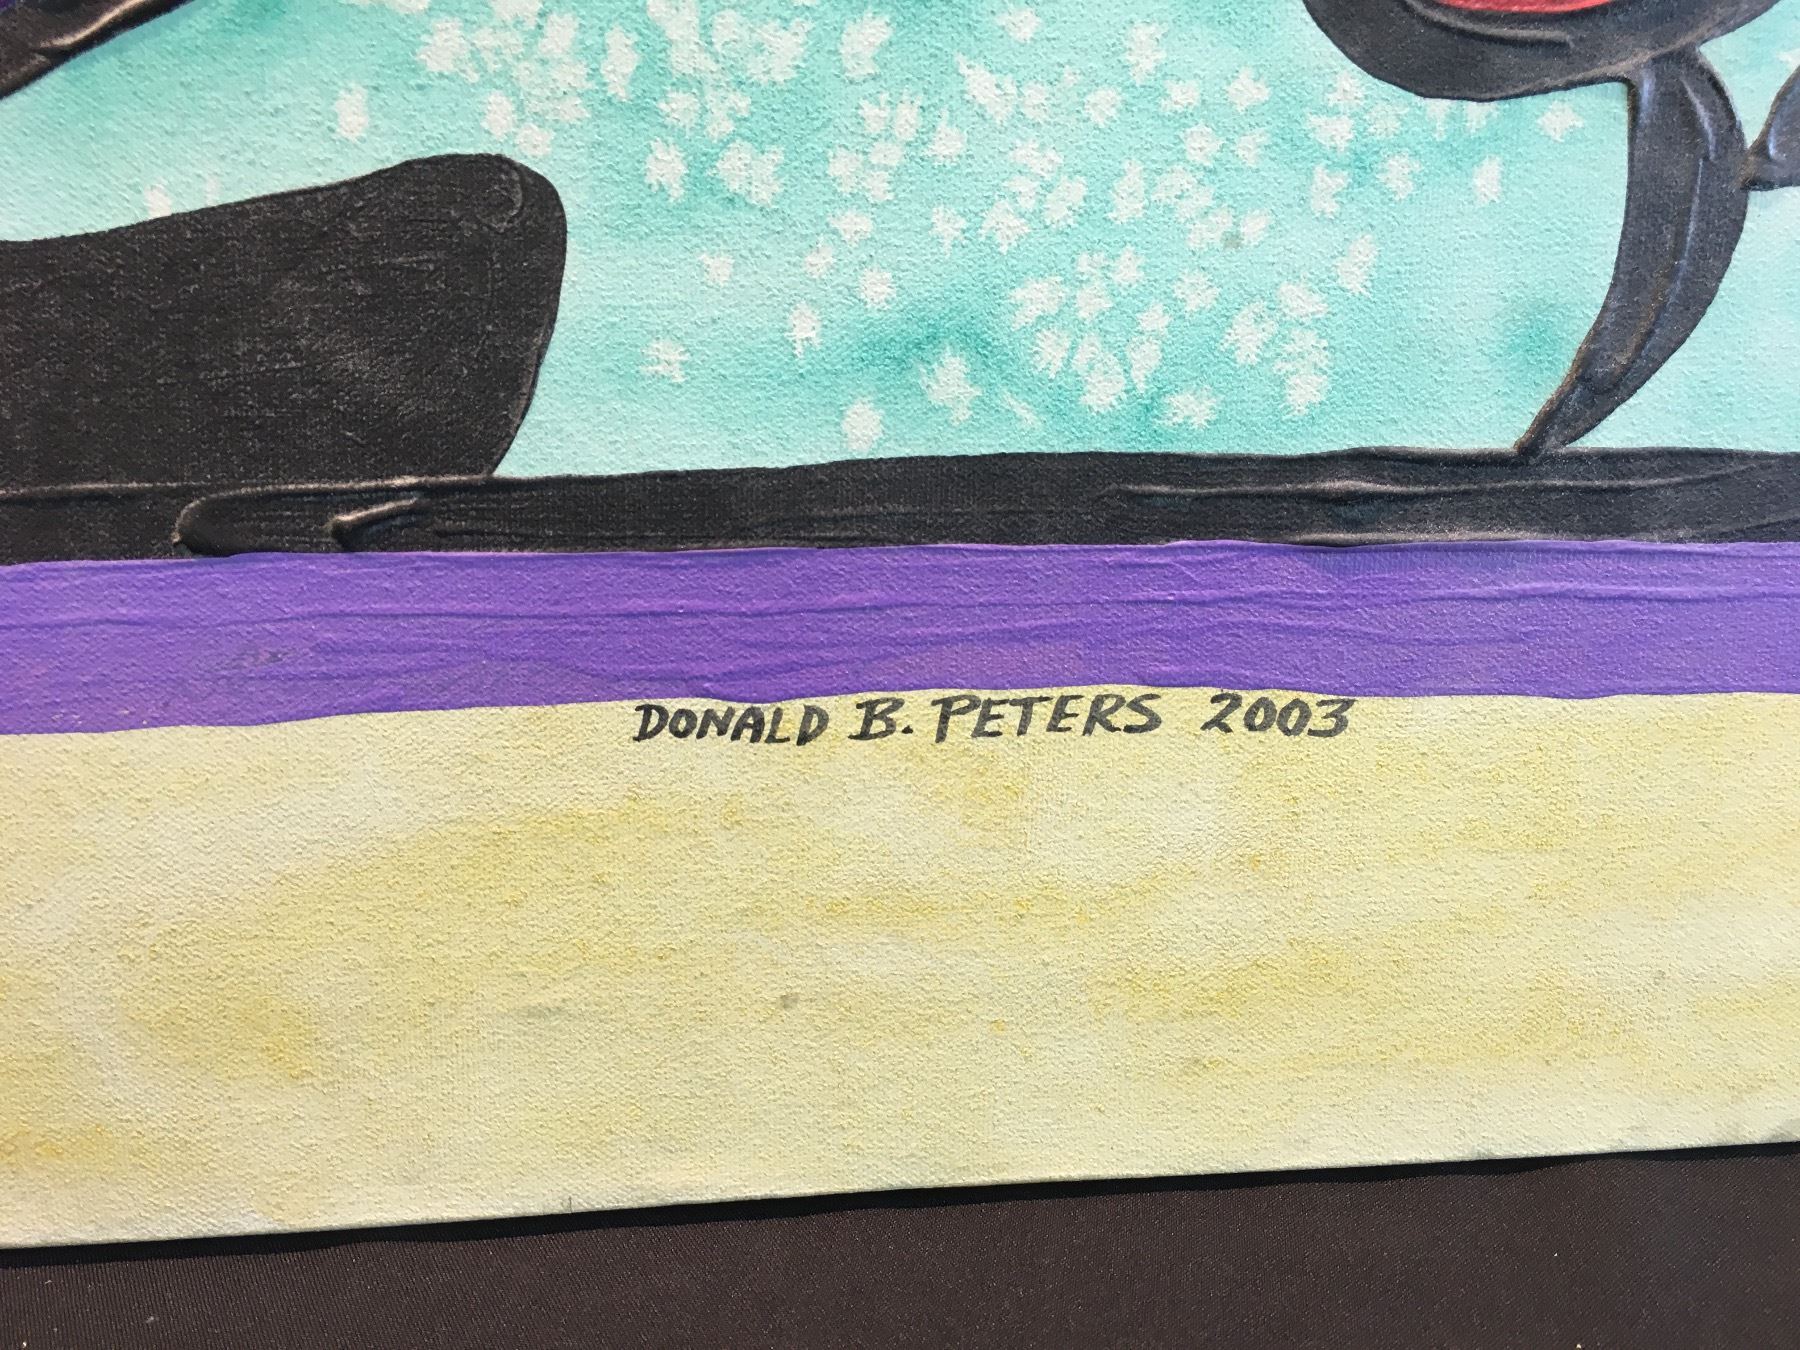 DONALD B. PETERS 2003